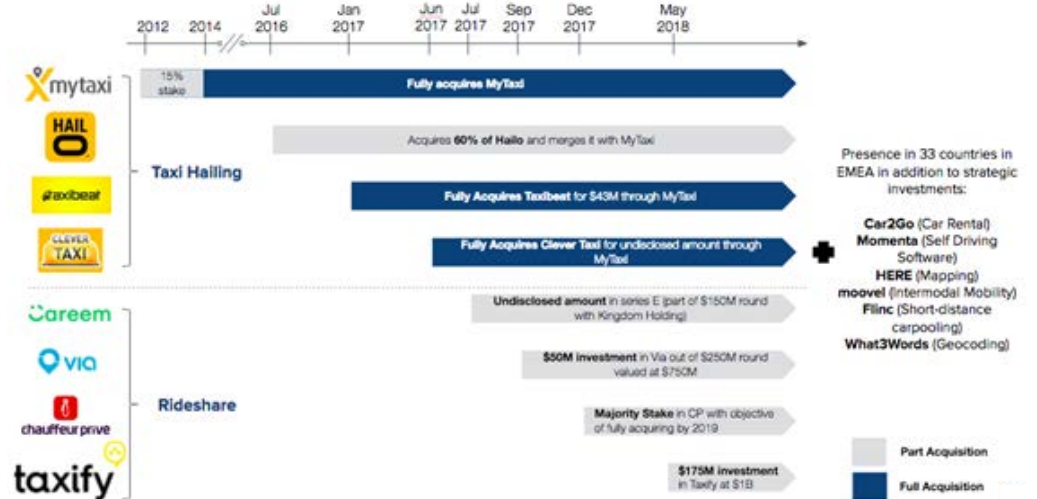 Jul Jan Jun Jul Sep Dec May
2012 2014 2016 2017 2017 2017 2017 2017 2018
mytaxi
15%
stake
Fully acquires MyTaxi
HAIL
O
Acquires 60% of Hailo and merges it with MyTaxi
Taxi Hailing
taxibeat
Fully Acquires Taxibeat for $43M through MyTaxi
CLEVER
TAXI
Fully Acquires Clever Taxi for undisclosed amount through
MyTaxi
Presence in 33 countries in
EMEA in addition to strategic
investments:
Car2Go (Car Rental)
Momenta (Self Driving
Software)
HERE (Mapping)
moovel (Intermodal Mobility)
Flinc (Short-distance
carpooling)
What3Words (Geocoding)
Careem
Undisclosed amount in series E (part of $150M round
with Kingdom Holding)
via
$50M investment in Via out of $250M round
valued at $750M
Rideshare
chauffeur privé
Majority Stake in CP with objective
of fully acquiring by 2019
taxify
$175M investment
in Taxify at $1B
Part Acquisition
Full Acquisition